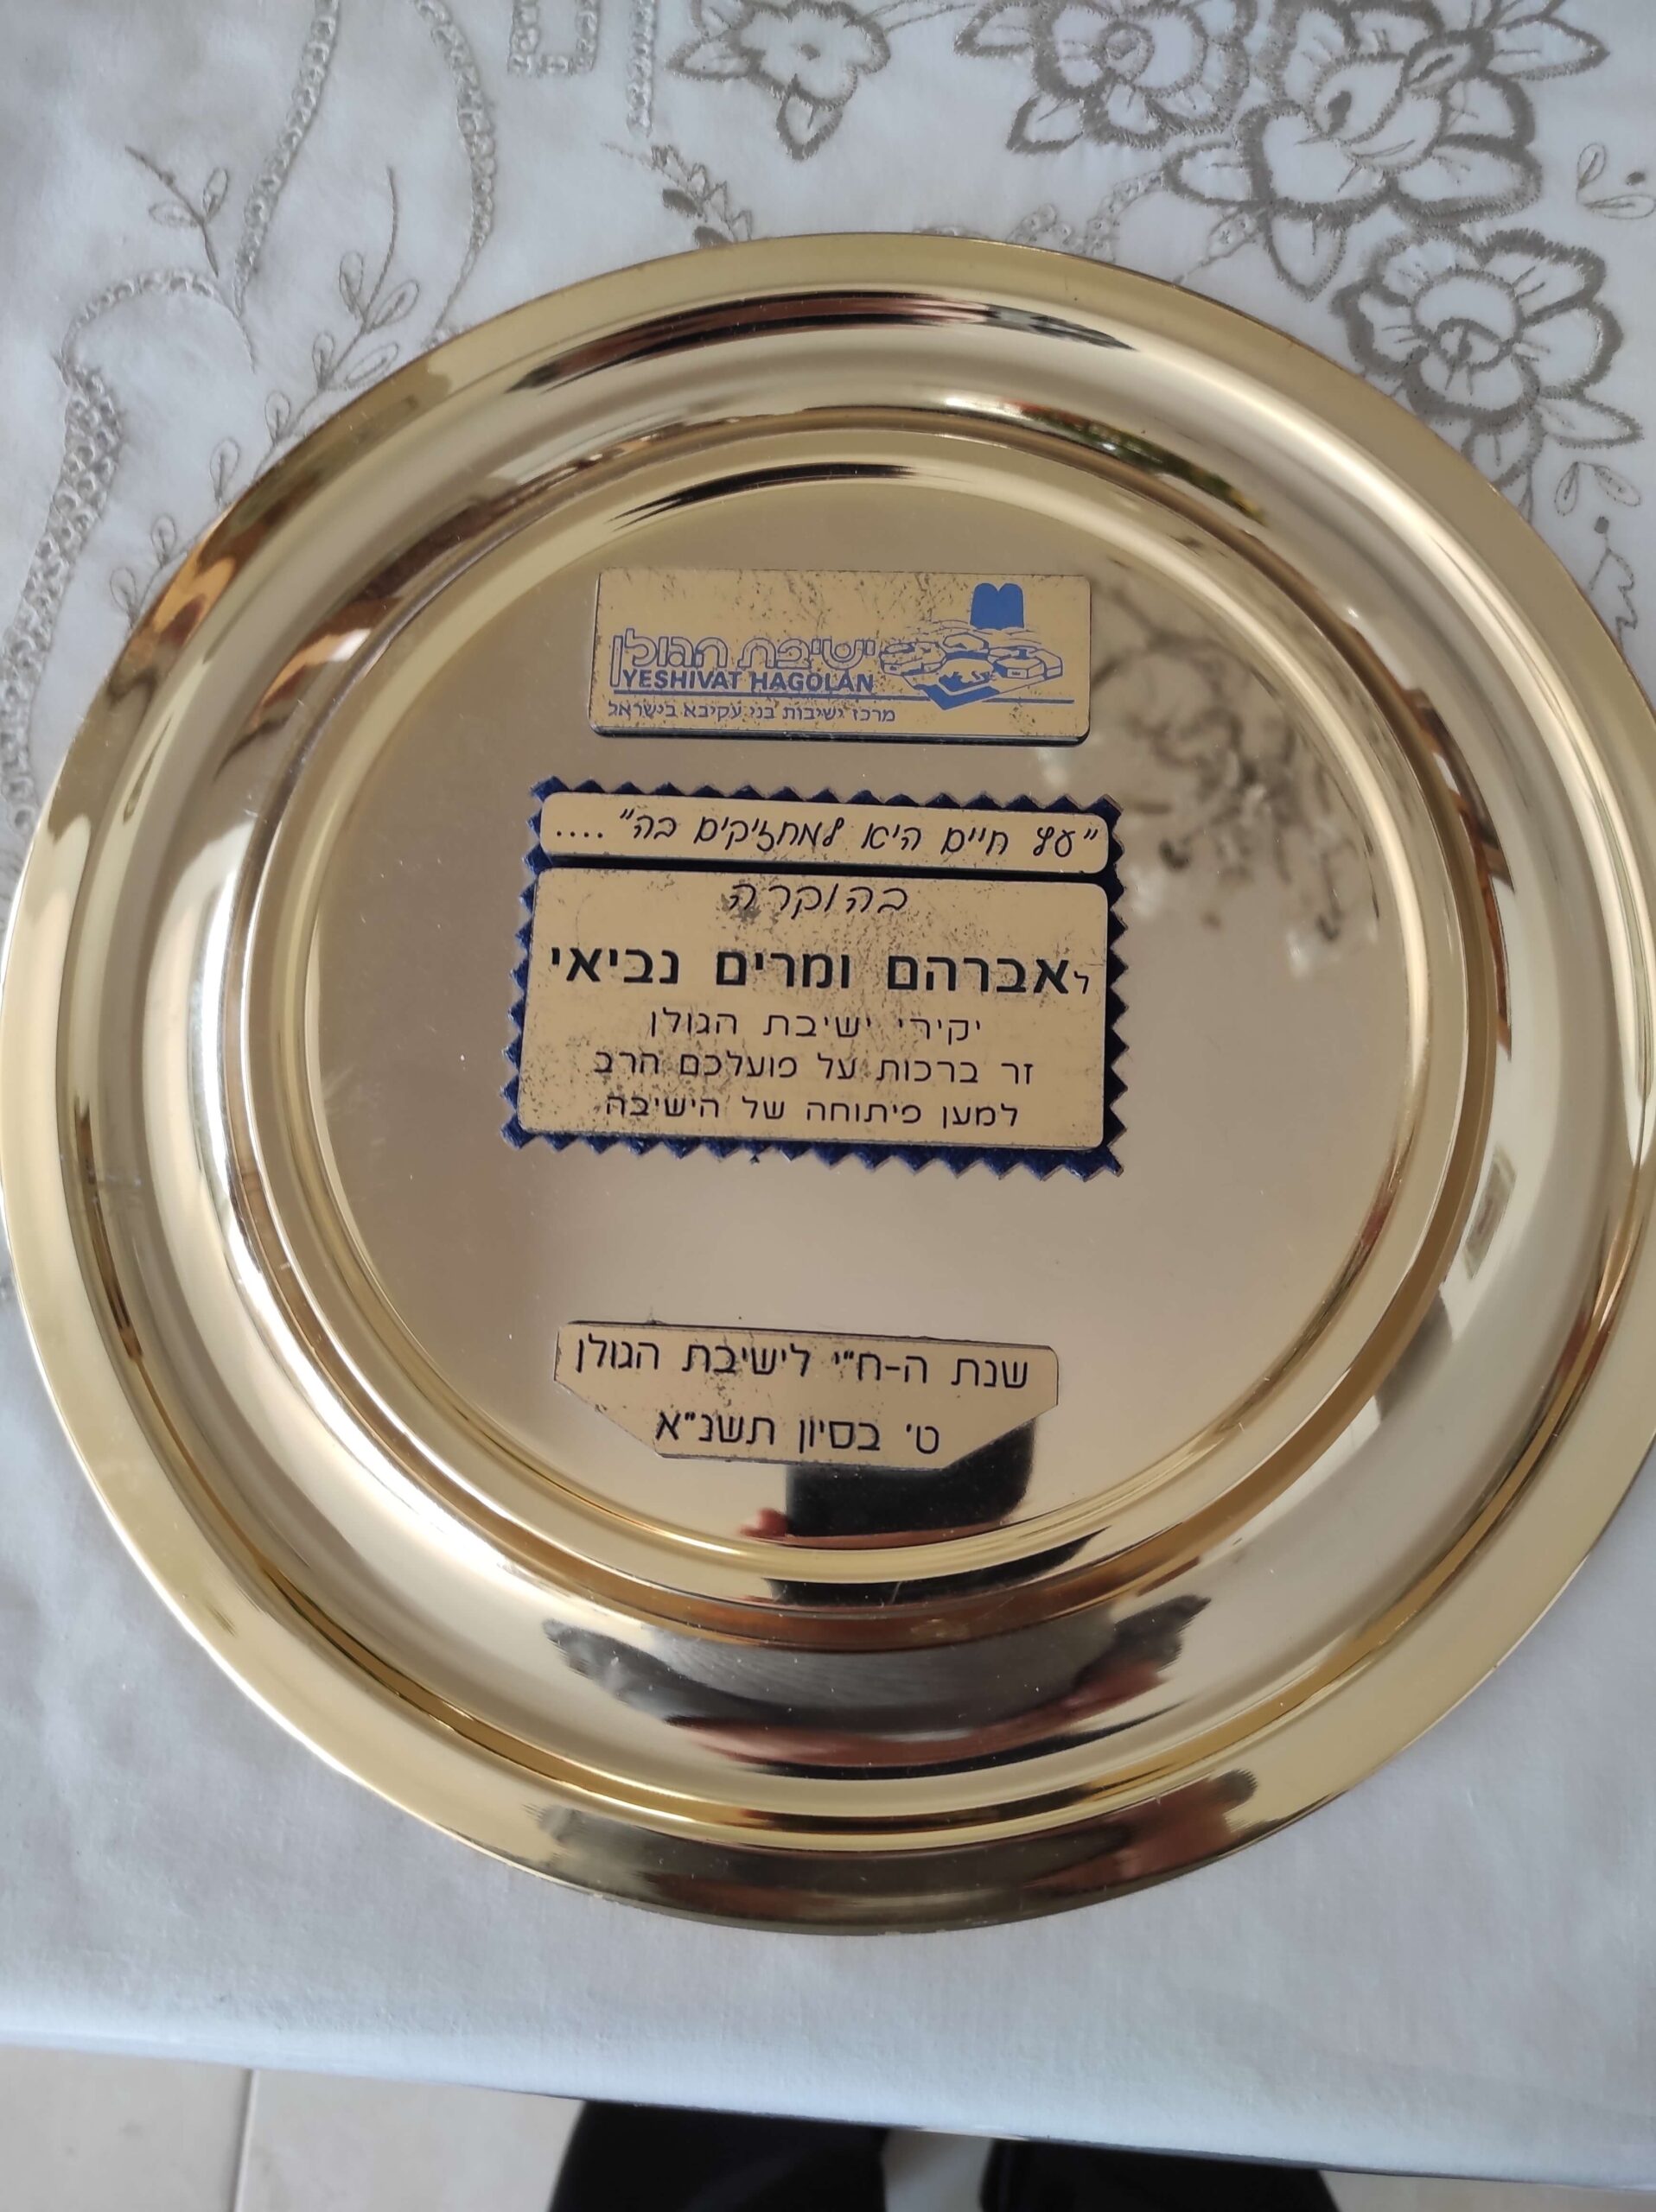 ישיבת הגולן
YESHIVAT HAGOLAN
מרכז ישיבות בני עקיבא בישראל
"עץ חיים היא למחזיקים בה"....
בהוקרה
לאברהם ומרים נביאי
יקירי ישיבת הגולן
זר ברכות על פועלכם הרב
למען פיתוחה של הישיבה
שנת ה-ח"י לישיבת הגולן
ט' בסיון תשנ"א